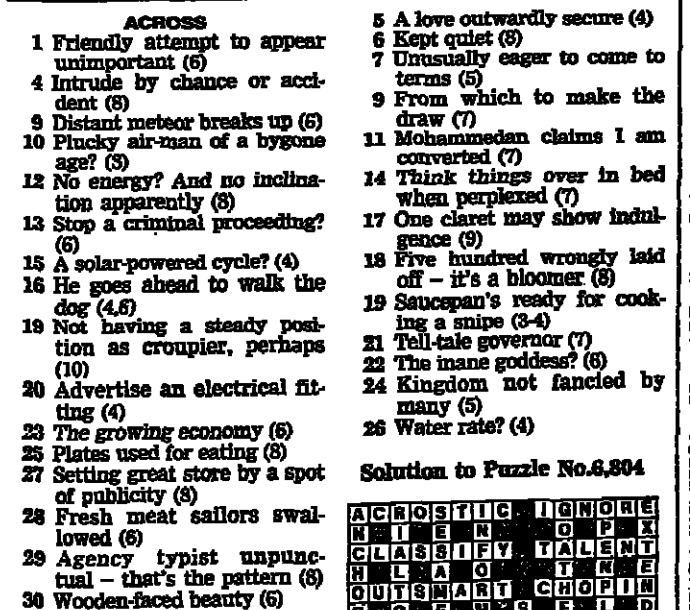 ACROSS
1 Friendly attempt to appear
unimportant (6)
4 Intrude by chance or acci-
dent (8)
9 Distant meteor breaks up (6)
10 Plucky air-man of a bygone
age? (8)
12 No energy? And no inclina-
tion apparently (8)
13 Stop a criminal proceeding?
(6)
15 A solar-powered cycle? (4)
16 He goes ahead to walk the
dog (4,6)
19 Not having a steady posi-
tion as croupier, perhaps
(10)
20 Advertise an electrical fit-
ting (4)
23 The growing economy (6)
25 Plates used for eating (8)
27 Setting great store by a spot
of publicity (8)
28 Fresh meat sailors swal-
lowed (6)
29 Agency typist unpunc-
tual – that's the pattern (8)
30 Wooden-faced beauty (6)
5 A love outwardly secure (4)
6 Kept quiet (8)
7 Unusually eager to come to
terms (5)
9 From which to make the
draw (7)
11 Mohammedan claims I am
converted (7)
14 Think things over in bed
when perplexed (7)
17 One claret may show indul-
gence (9)
18 Five hundred wrongly laid
off – it's a bloomer (8)
19 Saucepan's ready for cook-
ing a snipe (3-4)
21 Tell-tale governor (7)
22 The inane goddess? (6)
24 Kingdom not fancied by
many (5)
26 Water rate? (4)
Solution to Puzzle No.6,804
ACROSTIC IGNORE
N I E N O P X
CLASSIFY TALENT
H L A O T N E
OUTSMART CHOPIN